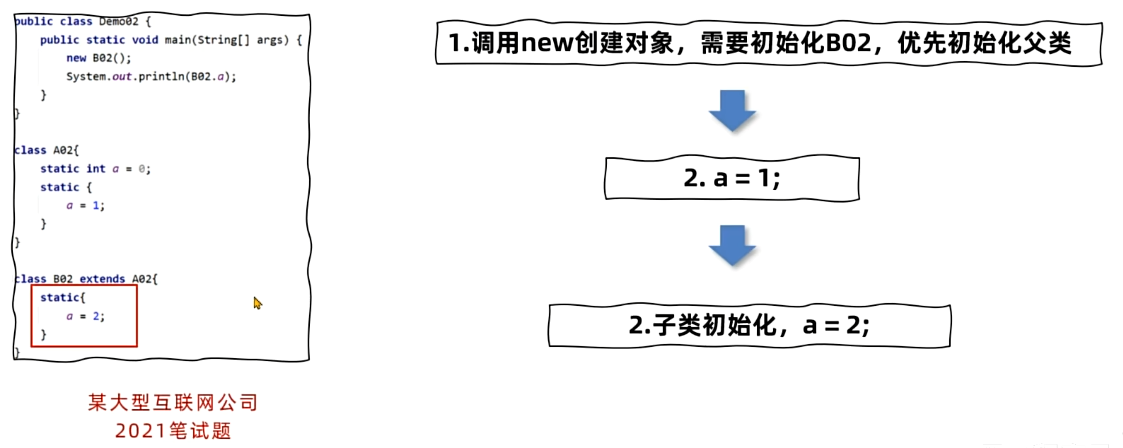 public class Demo02 {
public static void main(String[] args) {
new B02();
System.out.println(B02.a);
}
}
class A02{
static int a = 0;
static {
a = 1;
}
}
class B02 extends A02{
static{
a = 2;
}
}
某大型互联网公司
2021笔试题
1.调用new创建对象，需要初始化B02，优先初始化父类
2. a = 1;
2.子类初始化，a = 2;